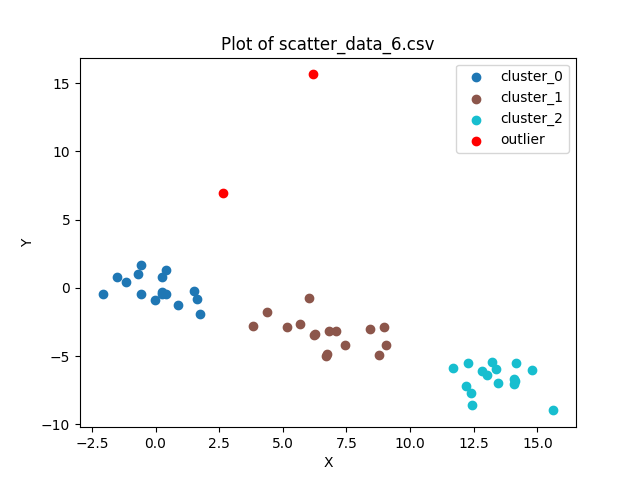 Plot of scatter_data_6.csv
cluster_0
cluster_1
cluster_2
outlier
15
10
5
0
−5
−10
Y
−2.5 0.0 2.5 5.0 7.5 10.0 12.5 15.0
X